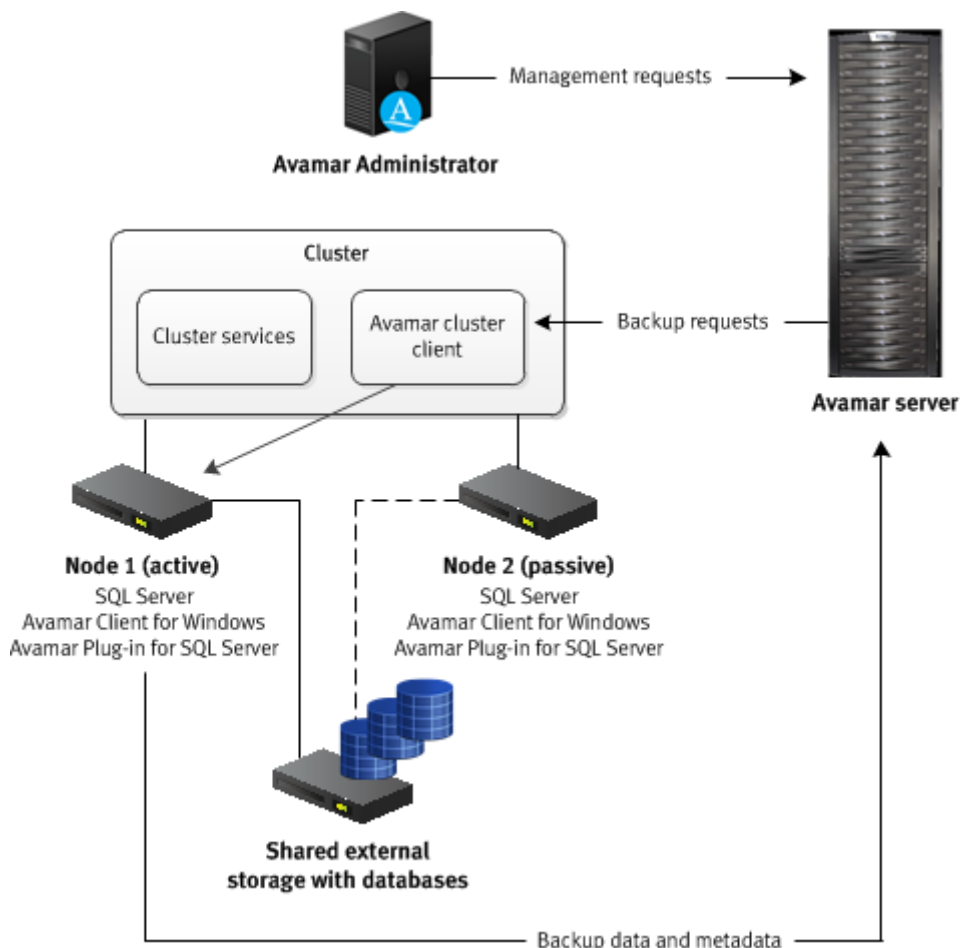 Management requests
A
Avamar Administrator
Cluster
Cluster services
Avamar cluster
client
Backup requests
Avamar server
Node 1 (active)
SQL Server
Avamar Client for Windows
Avamar Plug-in for SQL Server
Node 2 (passive)
SQL Server
Avamar Client for Windows
Avamar Plug-in for SQL Server
Shared external
storage with databases
Backup data and metadata